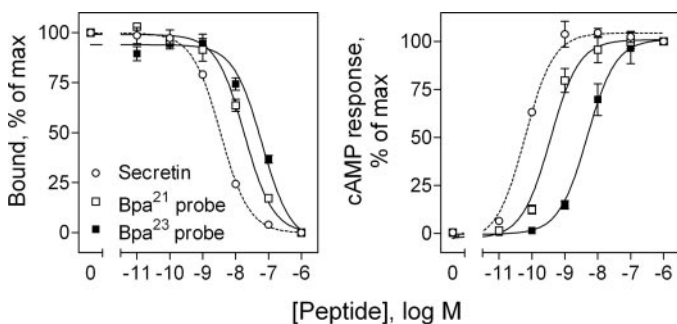 Bound, % of max
100
75
50
25
0
Secretin
Bpa²¹ probe
Bpa²³ probe
0 -11 -10 -9 -8 -7 -6
cAMP response,
% of max
100
75
50
25
0
0 -11 -10 -9 -8 -7 -6
[Peptide], log M